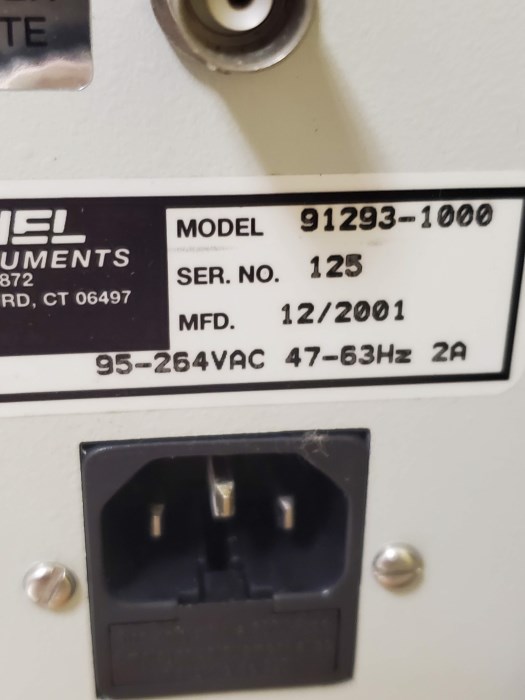 TE
MODEL 91293-1000
UMENTS
SER. NO. 125
872
RD, CT 06497
MFD. 12/2001
95-264VAC 47-63Hz 2A